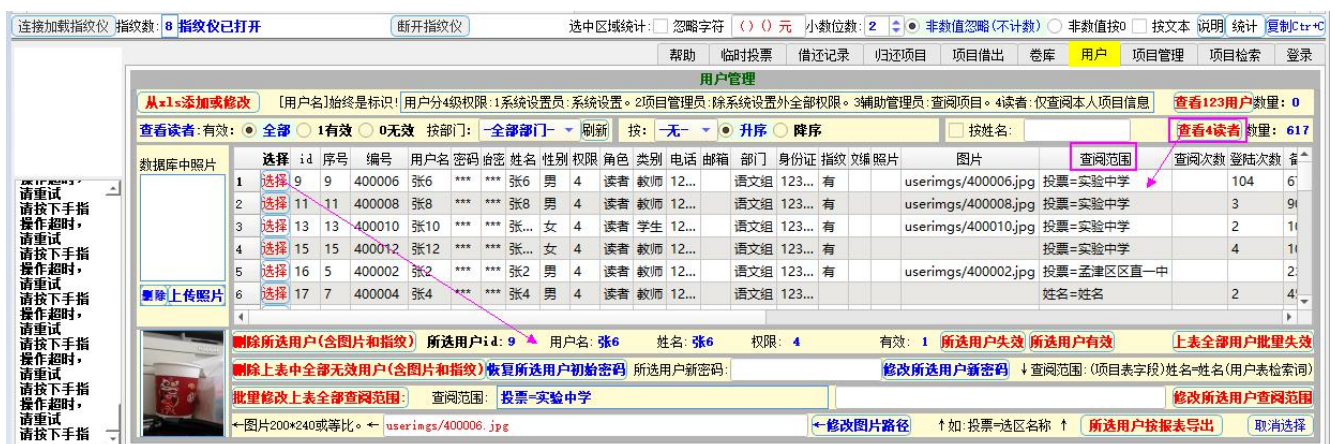 连接加载指纹仪 指纹数: 8 指纹仪已打开 断开指纹仪 选中区域统计: 忽略字符 ()()元 小数位数: 2 非数值忽略(不计数) 非数值按0 按文本 说明 统计 复制Ctr+C
帮助 临时投票 借还记录 归还项目 项目借出 卷库 用户 项目管理 项目检索 登录
用户管理
从xls添加或修改 [用户名]始终是标识! 用户分4级权限:1系统设置员:系统设置。2项目管理员:除系统设置外全部权限。3辅助管理员:查阅项目。4读者:仅查阅本人项目信息 查看123用户 数量: 0
查看读者:有效: 全部 1有效 0无效 按部门: -全部部门- 刷新 按: -无- 升序 降序 按姓名: 查看4读者 数量: 617
数据库中照片
选择 id 序号 编号 用户名 密码 姓名 性别 权限 角色 类别 电话 邮箱 部门 身份证 指纹 照片 图片 查阅范围 查阅次数 登陆次数
1 选择 9 9 400006 张6 *** *** 张6 男 4 读者 教师 12... 语文组 123... 有 userimgs/400006.jpg 投票=实验中学 104
2 选择 11 11 400008 张8 *** *** 张8 男 4 读者 教师 12... 语文组 123... 有 userimgs/400008.jpg 投票=实验中学 3
3 选择 13 13 400010 张10 *** *** 张... 女 4 读者 学生 12... 语文组 123... 有 userimgs/400010.jpg 投票=实验中学 2
4 选择 15 15 400012 张12 *** *** 张... 女 4 读者 教师 12... 语文组 123... 有 投票=实验中学 4
5 选择 16 5 400002 张2 *** *** 张2 男 4 读者 教师 12... 语文组 123... 有 userimgs/400002.jpg 投票=孟津区区直一中
6 选择 17 7 400004 张4 *** *** 张4 男 4 读者 教师 12... 语文组 123... 姓名=姓名 2
删除 上传照片
请重试
请按下手指
操作超时,
请重试
请按下手指
操作超时,
请重试
请按下手指
操作超时,
请重试
请按下手指
操作超时,
请重试
请按下手指
操作超时,
请重试
请按下手指
删除所选用户(含图片和指纹) 所选用户id: 9 用户名: 张6 姓名: 张6 权限: 4 有效: 1 所选用户失效 所选用户有效 上表全部用户批量失效
删除上表中全部无效用户(含图片和指纹) 恢复所选用户初始密码 所选用户新密码: 修改所选用户新密码 ↓查阅范围:(项目表字段)姓名=姓名(用户表检索词)
批量修改上表全部查阅范围: 查阅范围: 投票=实验中学 修改所选用户查阅范围
←图片200*240或等比。← userimgs/400006.jpg ←修改图片路径 ↑如:投票=选区名称 ↑ 所选用户按报表导出 取消选择